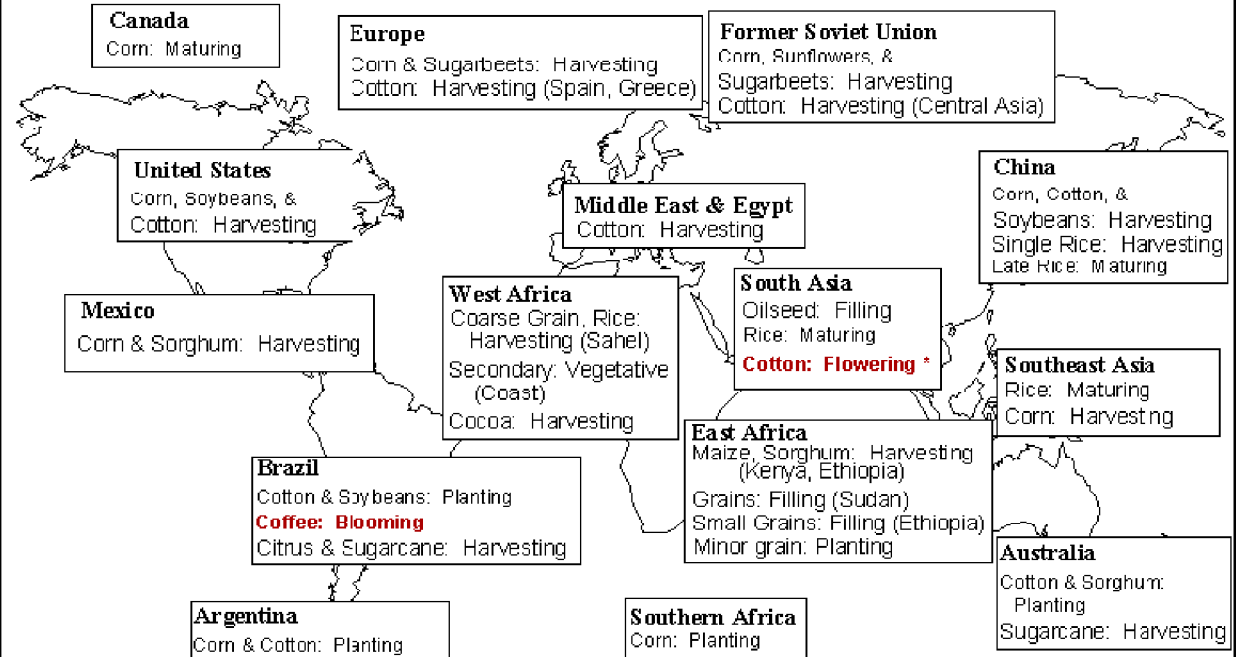 Canada
Corn: Maturing
Europe
Corn & Sugarbeets: Harvesting
Cotton: Harvesting (Spain, Greece)
Former Soviet Union
Corn, Sunflowers, &
Sugarbeets: Harvesting
Cotton: Harvesting (Central Asia)
United States
Corn, Soybeans, &
Cotton: Harvesting
Middle East & Egypt
Cotton: Harvesting
China
Corn, Cotton, &
Soybeans: Harvesting
Single Rice: Harvesting
Late Rice: Maturing
Mexico
Corn & Sorghum: Harvesting
West Africa
Coarse Grain, Rice:
Harvesting (Sahel)
Secondary: Vegetative
(Coast)
Cocoa: Harvesting
South Asia
Oilseed: Filling
Rice: Maturing
Cotton: Flowering *
Southeast Asia
Rice: Maturing
Corn: Harvesting
East Africa
Maize, Sorghum: Harvesting
(Kenya, Ethiopia)
Grains: Filling (Sudan)
Small Grains: Filling (Ethiopia)
Minor grain: Planting
Brazil
Cotton & Soybeans: Planting
Coffee: Blooming
Citrus & Sugarcane: Harvesting
Australia
Cotton & Sorghum:
Planting
Sugarcane: Harvesting
Argentina
Corn & Cotton: Planting
Southern Africa
Corn: Planting